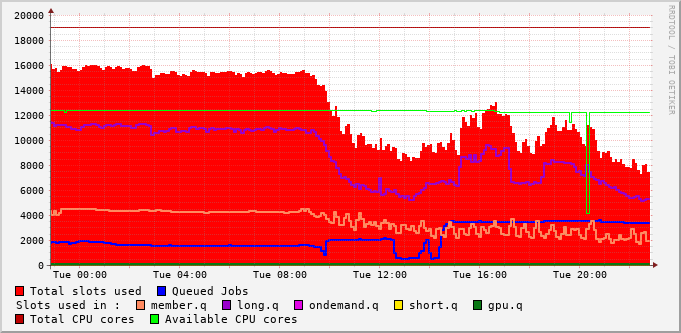 20000
18000
16000
14000
12000
10000
8000
6000
4000
2000
0
Tue 00:00 Tue 04:00 Tue 08:00 Tue 12:00 Tue 16:00 Tue 20:00
Total slots used Queued Jobs
Slots used in : member.q long.q ondemand.q short.q gpu.q
Total CPU cores Available CPU cores
RRDTOOL / TOBI OETIKER